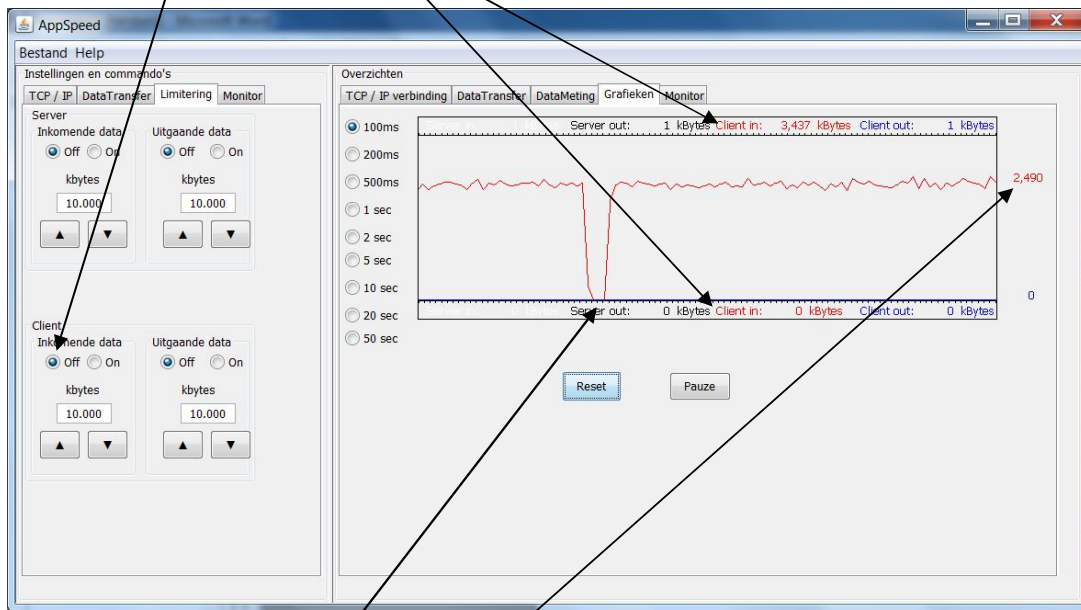 AppSpeed
Bestand Help
Instellingen en commando's
TCP / IP DataTransfer Limitering Monitor
Server
Inkomende data Uitgaande data
Off On Off On
kbytes kbytes
10.000 10.000
Client
Inkomende data Uitgaande data
Off On Off On
kbytes kbytes
10.000 10.000
Overzichten
TCP / IP verbinding DataTransfer DataMeting Grafieken Monitor
100ms
200ms
500ms
1 sec
2 sec
5 sec
10 sec
20 sec
50 sec
Server out: 1 kBytes Client in: 3,437 kBytes Client out: 1 kBytes
2,490
0
Server out: 0 kBytes Client in: 0 kBytes Client out: 0 kBytes
Reset Pauze